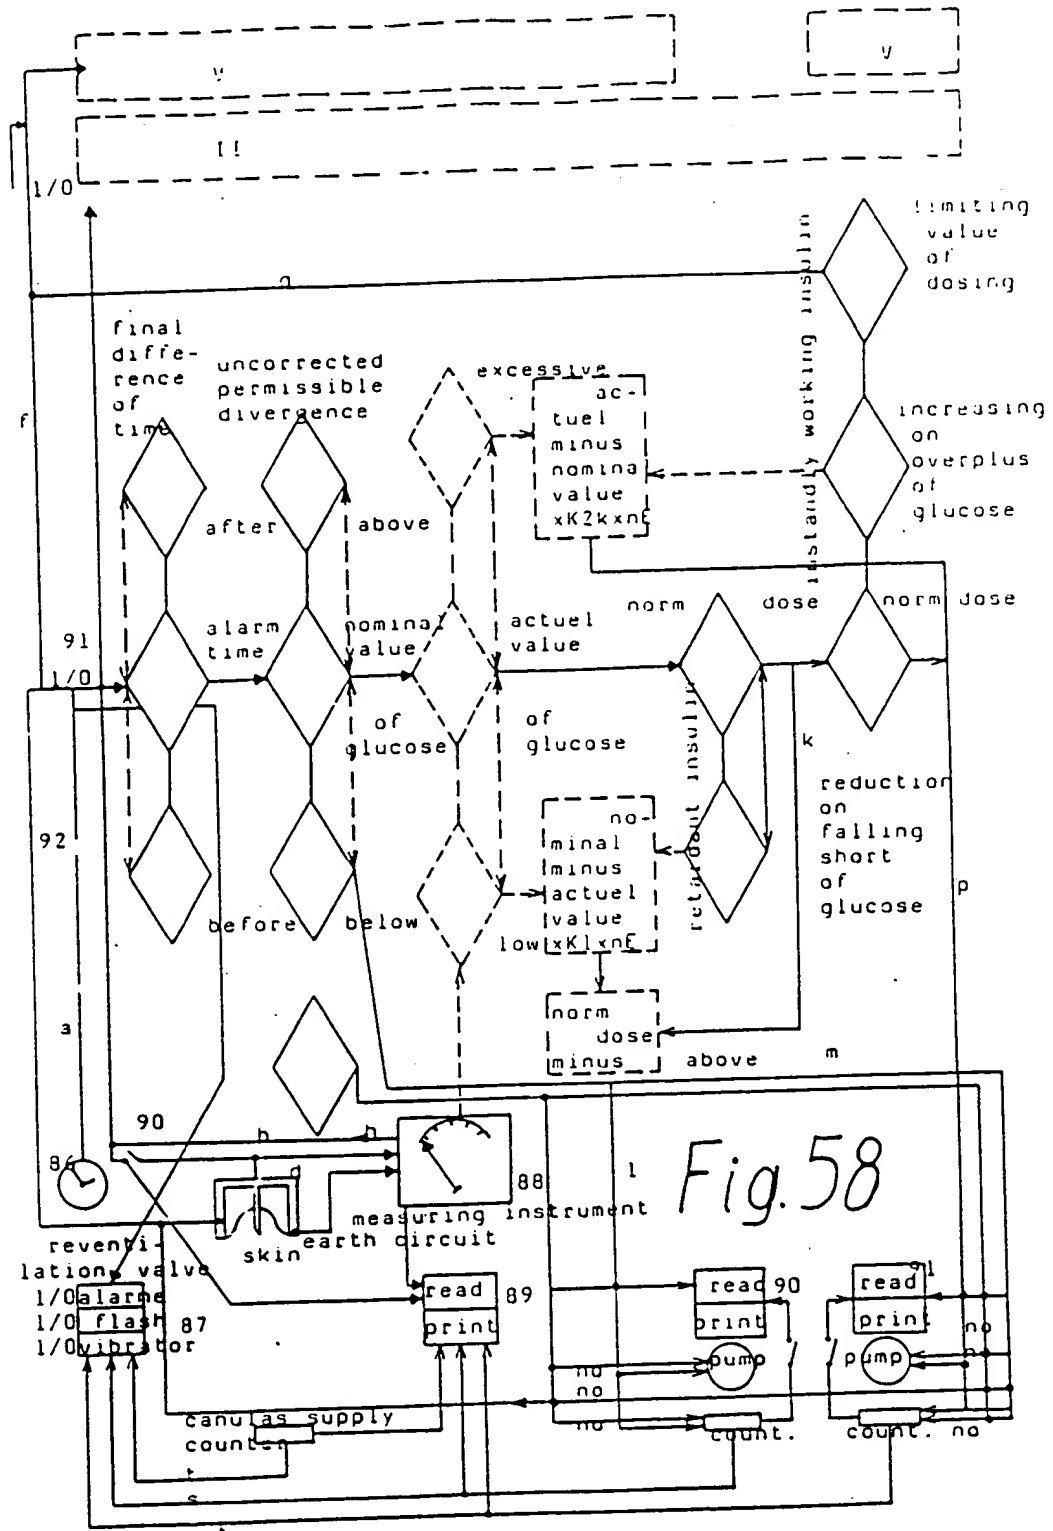 V
V
II
1/0
limiting
value
of
dosing
instandly working insulin
final
diffe-
rence
of
time
uncorrected
permissible
divergence
f
excessive
ac-
tuel
minus
nomina
value
xK2kxnE
increasing
on
overplus
of
glucose
after
above
91
1/0
alarm
time
nominal
value
actuel
value
norm
dose
norm dose
of
glucose
of
glucose
retardant insulin
k
92
no-
minal
minus
actuel
value
xK1xnE
reduction
on
falling
short
of
glucose
p
before
below
low
a
norm
dose
minus
above
m
90
h
h
86
d
88
l
Fig. 58
measuring instrument
earth circuit
skin
reventi-
lation valve
1/0 alarme
1/0 flash
1/0 vibrator
87
read
print
89
read
print
90
read
print
91
no
pump
pump
no
no
no
canulas supply
counter
count.
count. no
t
s